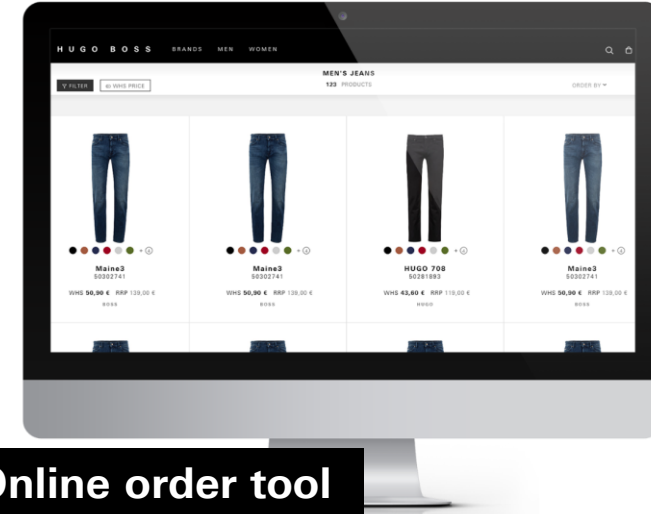 HUGO BOSS BRANDS MEN WOMEN
MEN'S JEANS
123 PRODUCTS
FILTER WHS PRICE ORDER BY
Maine3 Maine3 HUGO 708 Maine3
50302741 50302741 50281893 50302741
WHS 50,90 € RRP 139,00 € WHS 50,90 € RRP 139,00 € WHS 43,60 € RRP 119,00 € WHS 50,90 € RRP 139,00 €
BOSS BOSS HUGO BOSS
Online order tool